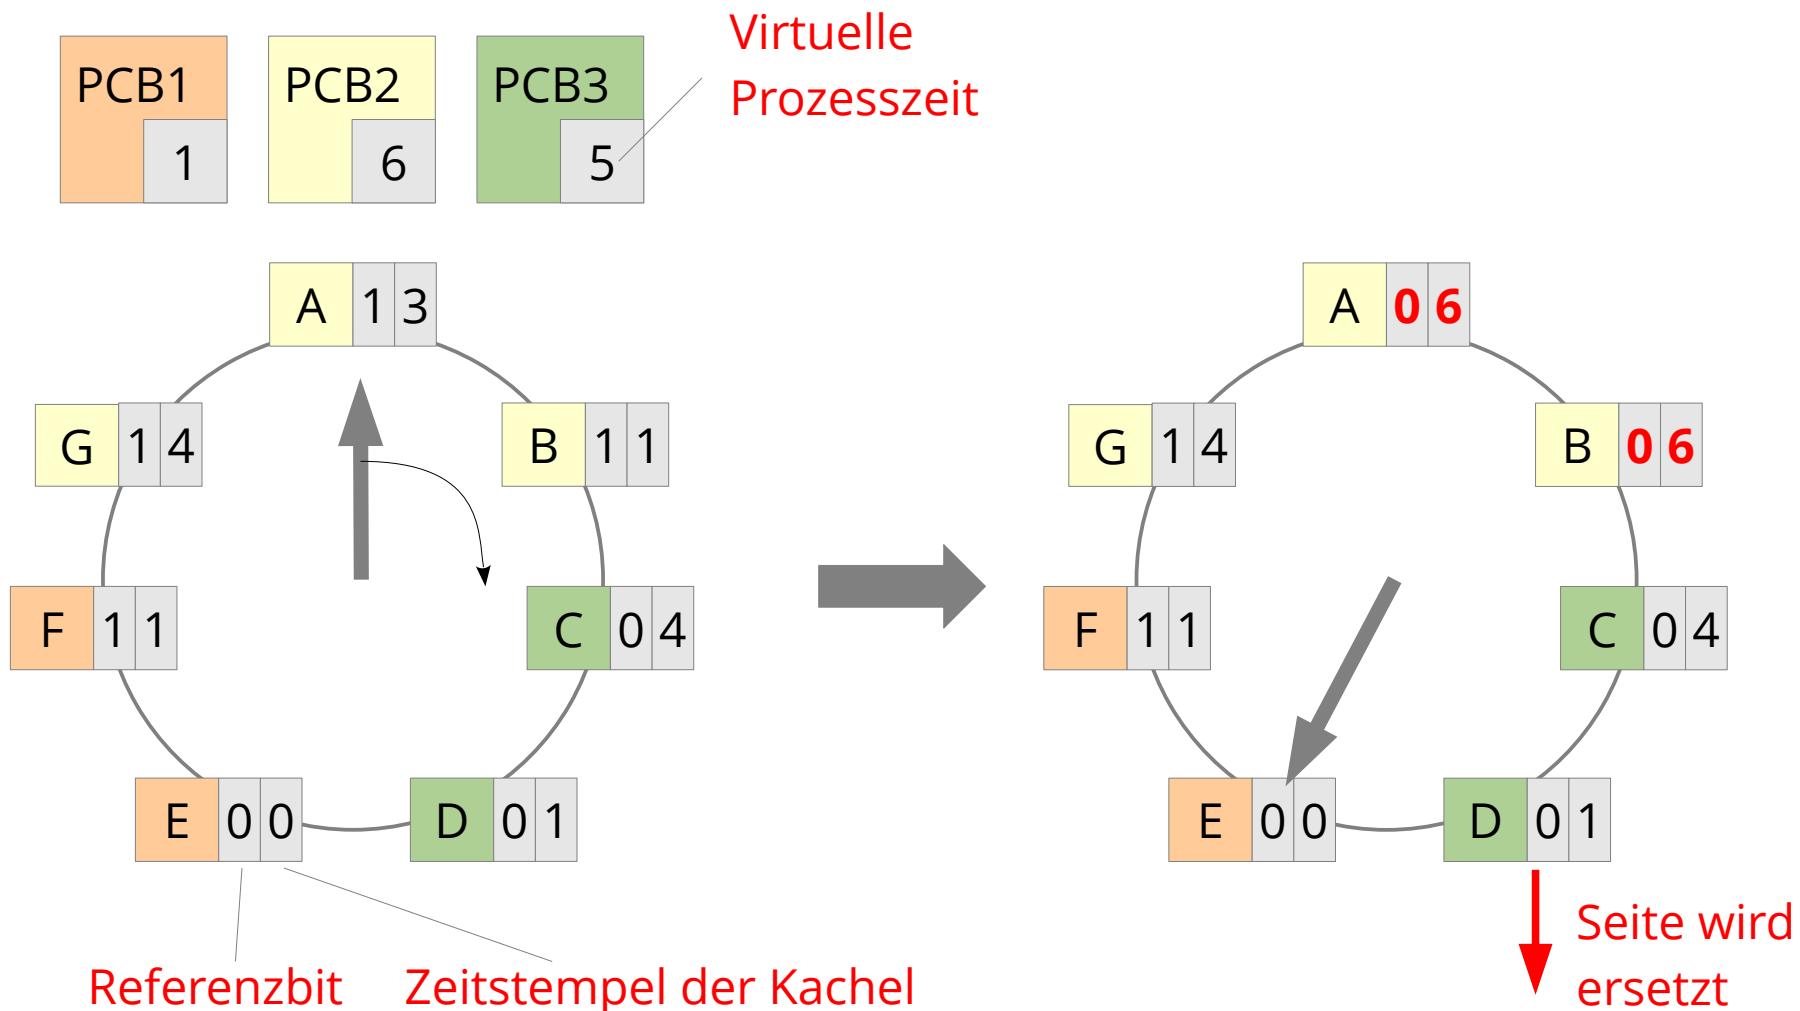 Virtuelle
Prozesszeit
PCB1
1
PCB2
6
PCB3
5
A 1 3
B 1 1
C 0 4
D 0 1
E 0 0
F 1 1
G 1 4
Referenzbit
Zeitstempel der Kachel
A 0 6
B 0 6
C 0 4
D 0 1
E 0 0
F 1 1
G 1 4
Seite wird
ersetzt